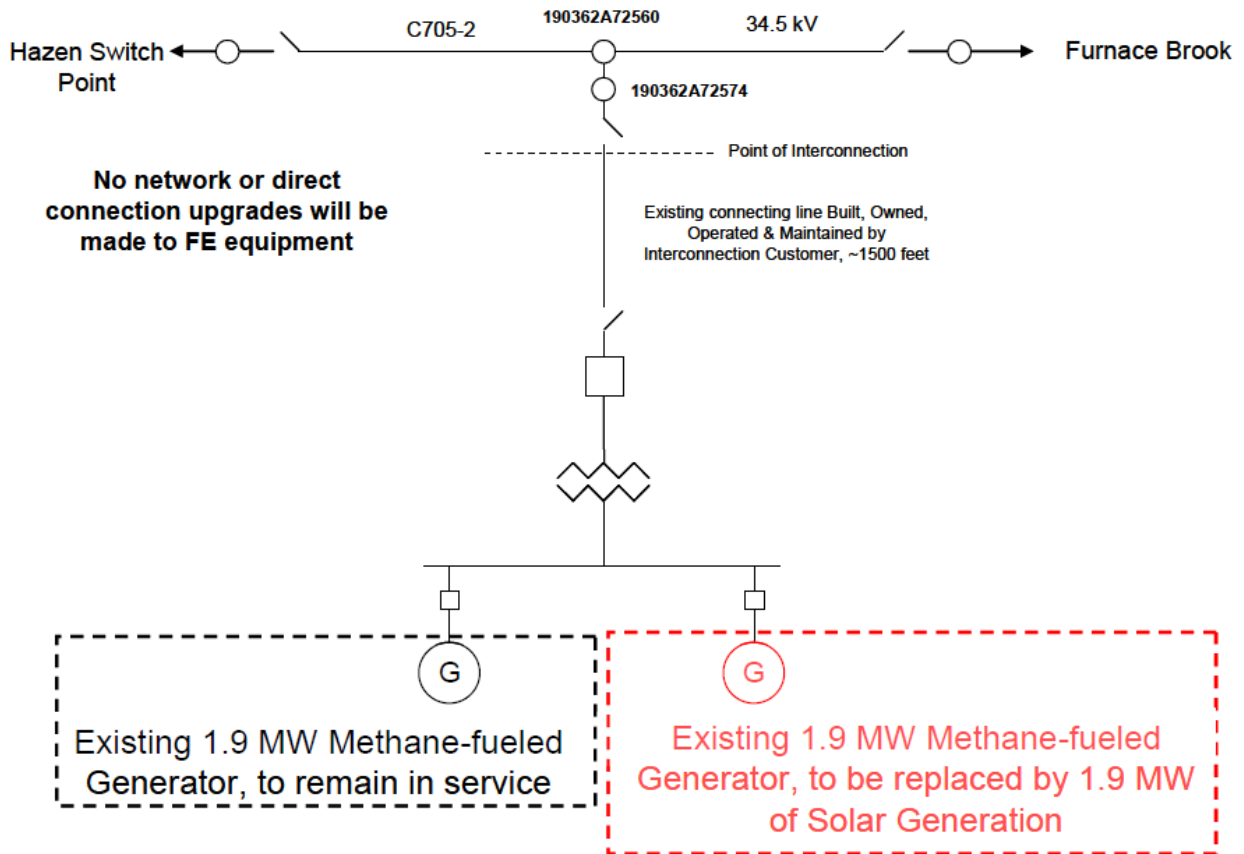 190362A72560
C705-2
34.5 kV
Hazen Switch
Point
Furnace Brook
190362A72574
Point of Interconnection
No network or direct
connection upgrades will be
made to FE equipment
Existing connecting line Built, Owned,
Operated & Maintained by
Interconnection Customer, ~1500 feet
G
G
Existing 1.9 MW Methane-fueled
Generator, to remain in service
Existing 1.9 MW Methane-fueled
Generator, to be replaced by 1.9 MW
of Solar Generation